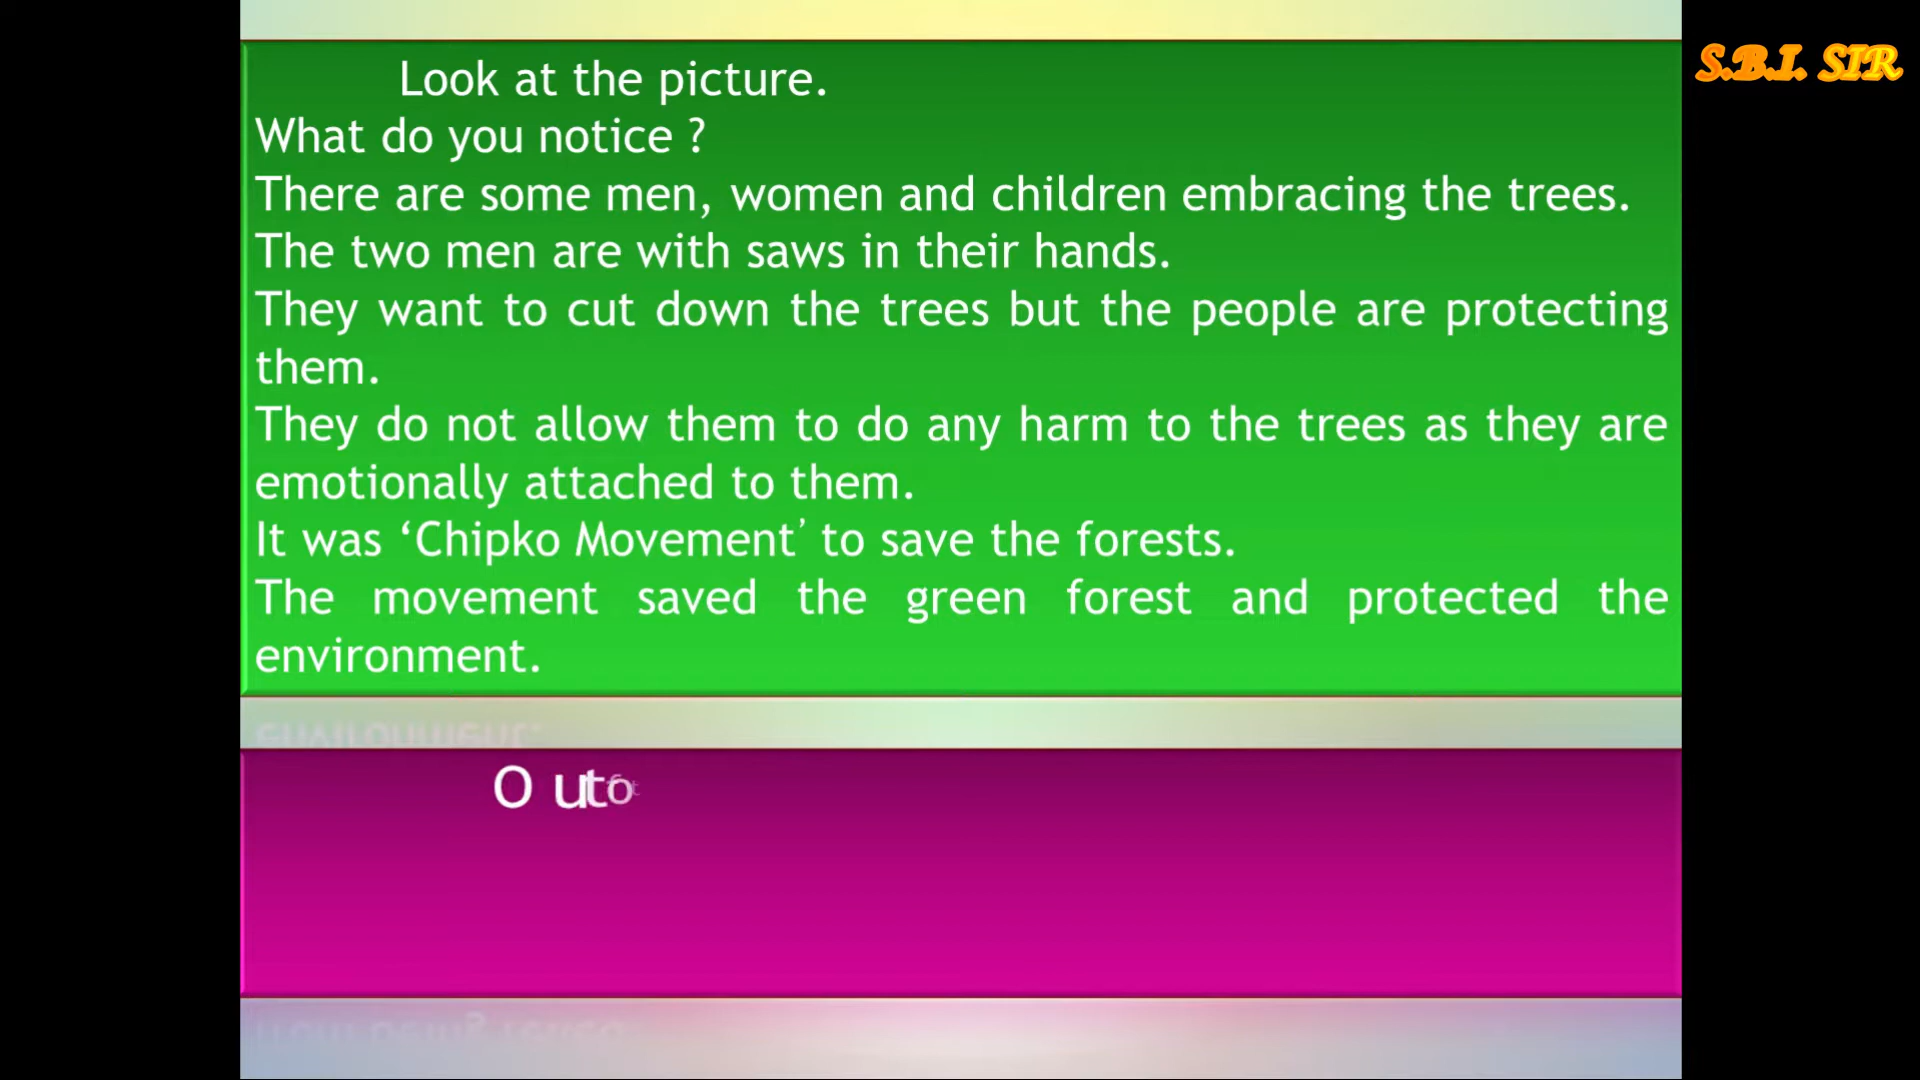 S.B.I. SIR
Look at the picture.
What do you notice ?
There are some men, women and children embracing the trees.
The two men are with saws in their hands.
They want to cut down the trees but the people are protecting
them.
They do not allow them to do any harm to the trees as they are
emotionally attached to them.
It was ‘Chipko Movement’ to save the forests.
The movement saved the green forest and protected the
environment.